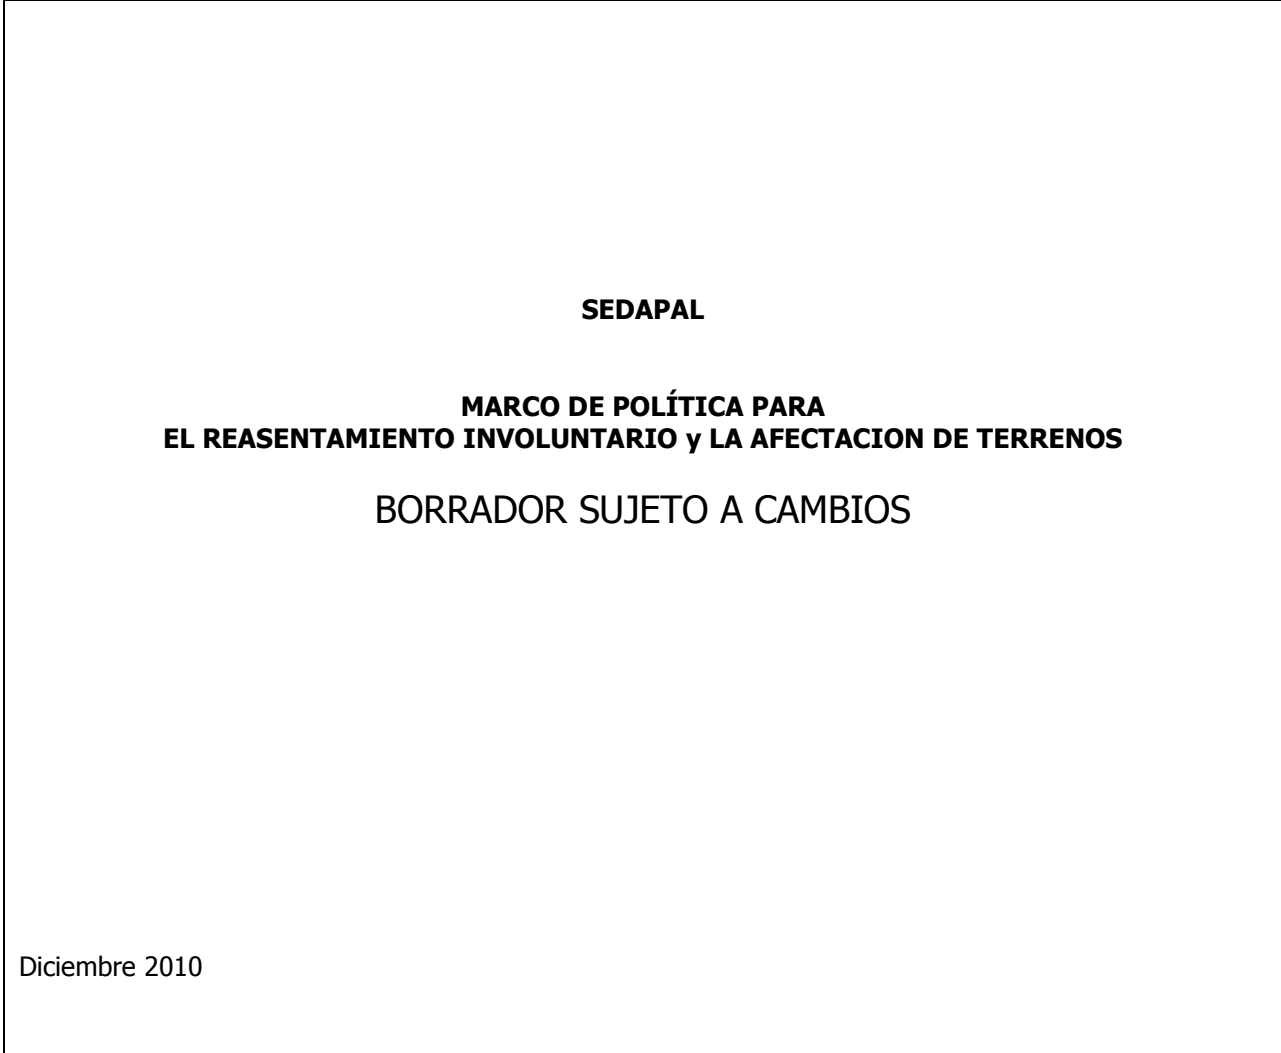 SEDAPAL
MARCO DE POLÍTICA PARA
EL REASENTAMIENTO INVOLUNTARIO y LA AFECTACION DE TERRENOS
BORRADOR SUJETO A CAMBIOS
Diciembre 2010